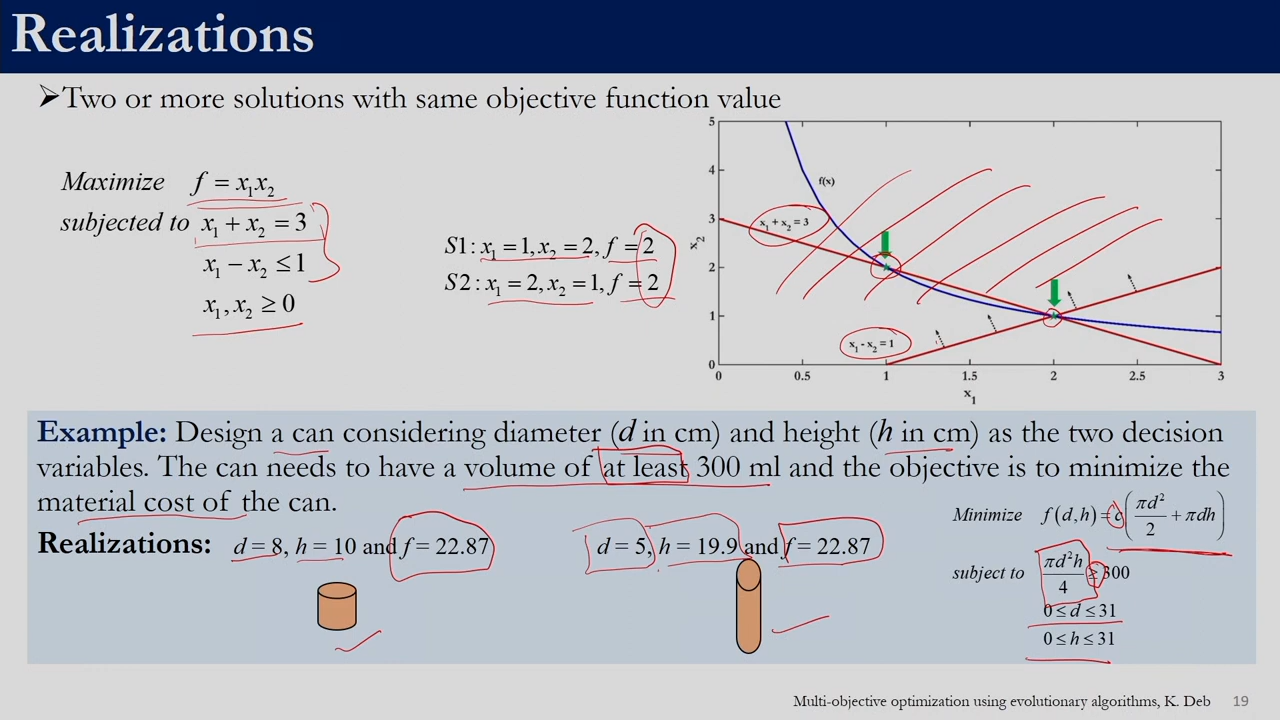 Realizations
➢Two or more solutions with same objective function value
Maximize f = x₁x₂
subjected to x₁ + x₂ = 3
x₁ − x₂ ≤ 1
x₁, x₂ ≥ 0
S1: x₁ = 1, x₂ = 2, f = 2
S2: x₁ = 2, x₂ = 1, f = 2
5
4
3
2
1
0
x₂
f(x)
x₁ + x₂ = 3
x₁ - x₂ = 1
0 0.5 1 1.5 2 2.5 3
x₁
Example: Design a can considering diameter (d in cm) and height (h in cm) as the two decision
variables. The can needs to have a volume of at least 300 ml and the objective is to minimize the
material cost of the can.
Realizations: d = 8, h = 10 and f = 22.87 d = 5, h = 19.9 and f = 22.87
Minimize f(d,h) = c(πd²/2 + πdh)
subject to πd²h/4 ≥ 300
0 ≤ d ≤ 31
0 ≤ h ≤ 31
Multi-objective optimization using evolutionary algorithms, K. Deb 19